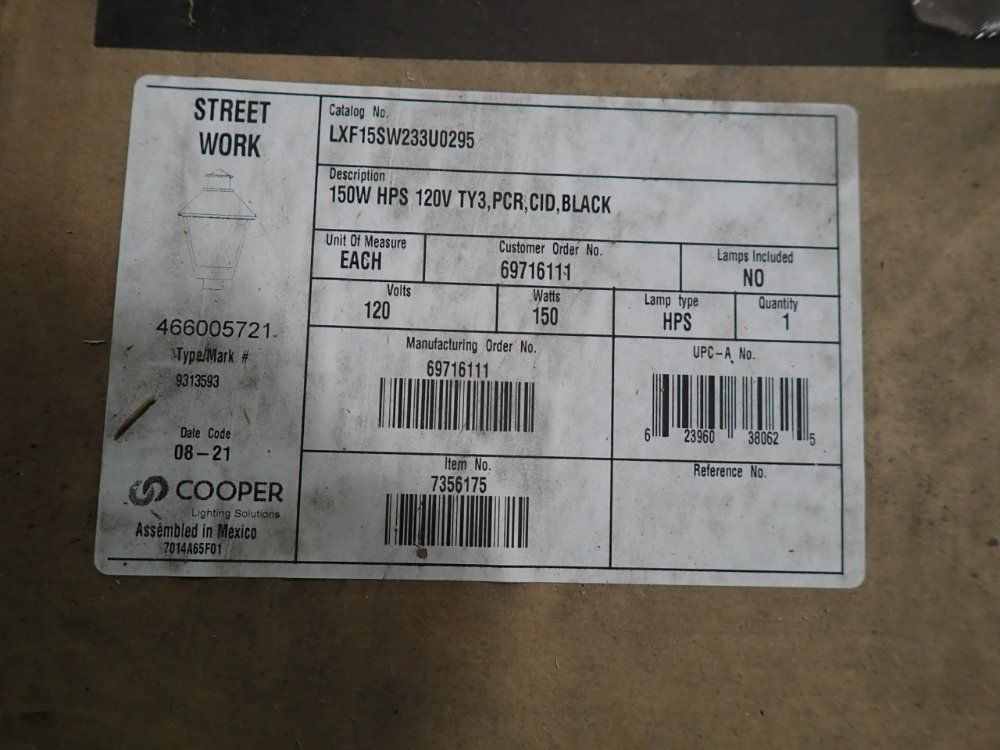 STREET
WORK
466005721
Type/Mark #
9313593
Date Code
08-21
COOPER
Lighting Solutions
Assembled in Mexico
7014A65F01
Catalog No.
LXF15SW233U0295
Description
150W HPS 120V TY3,PCR,CID,BLACK
Unit Of Measure
EACH
Customer Order No.
69716111
Lamps Included
NO
Volts
120
Watts
150
Lamp type
HPS
Quantity
1
Manufacturing Order No.
69716111
UPC-A No.
6 23960 38062 5
Item No.
7356175
Reference No.